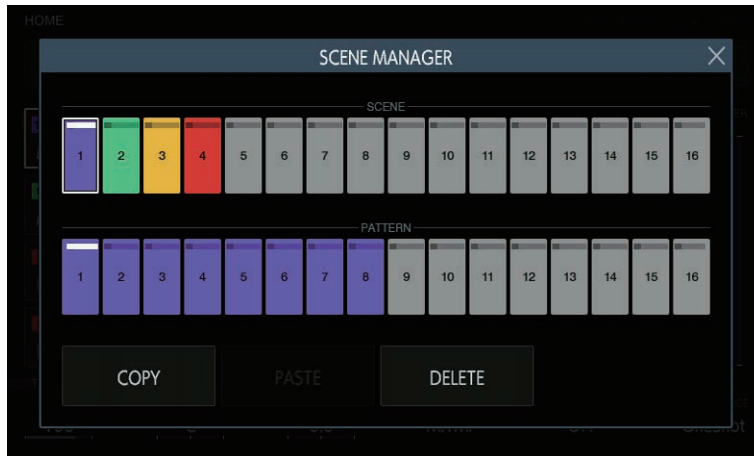 HOME
SCENE MANAGER
SCENE
1 2 3 4 5 6 7 8 9 10 11 12 13 14 15 16
PATTERN
1 2 3 4 5 6 7 8 9 10 11 12 13 14 15 16
COPY PASTE DELETE